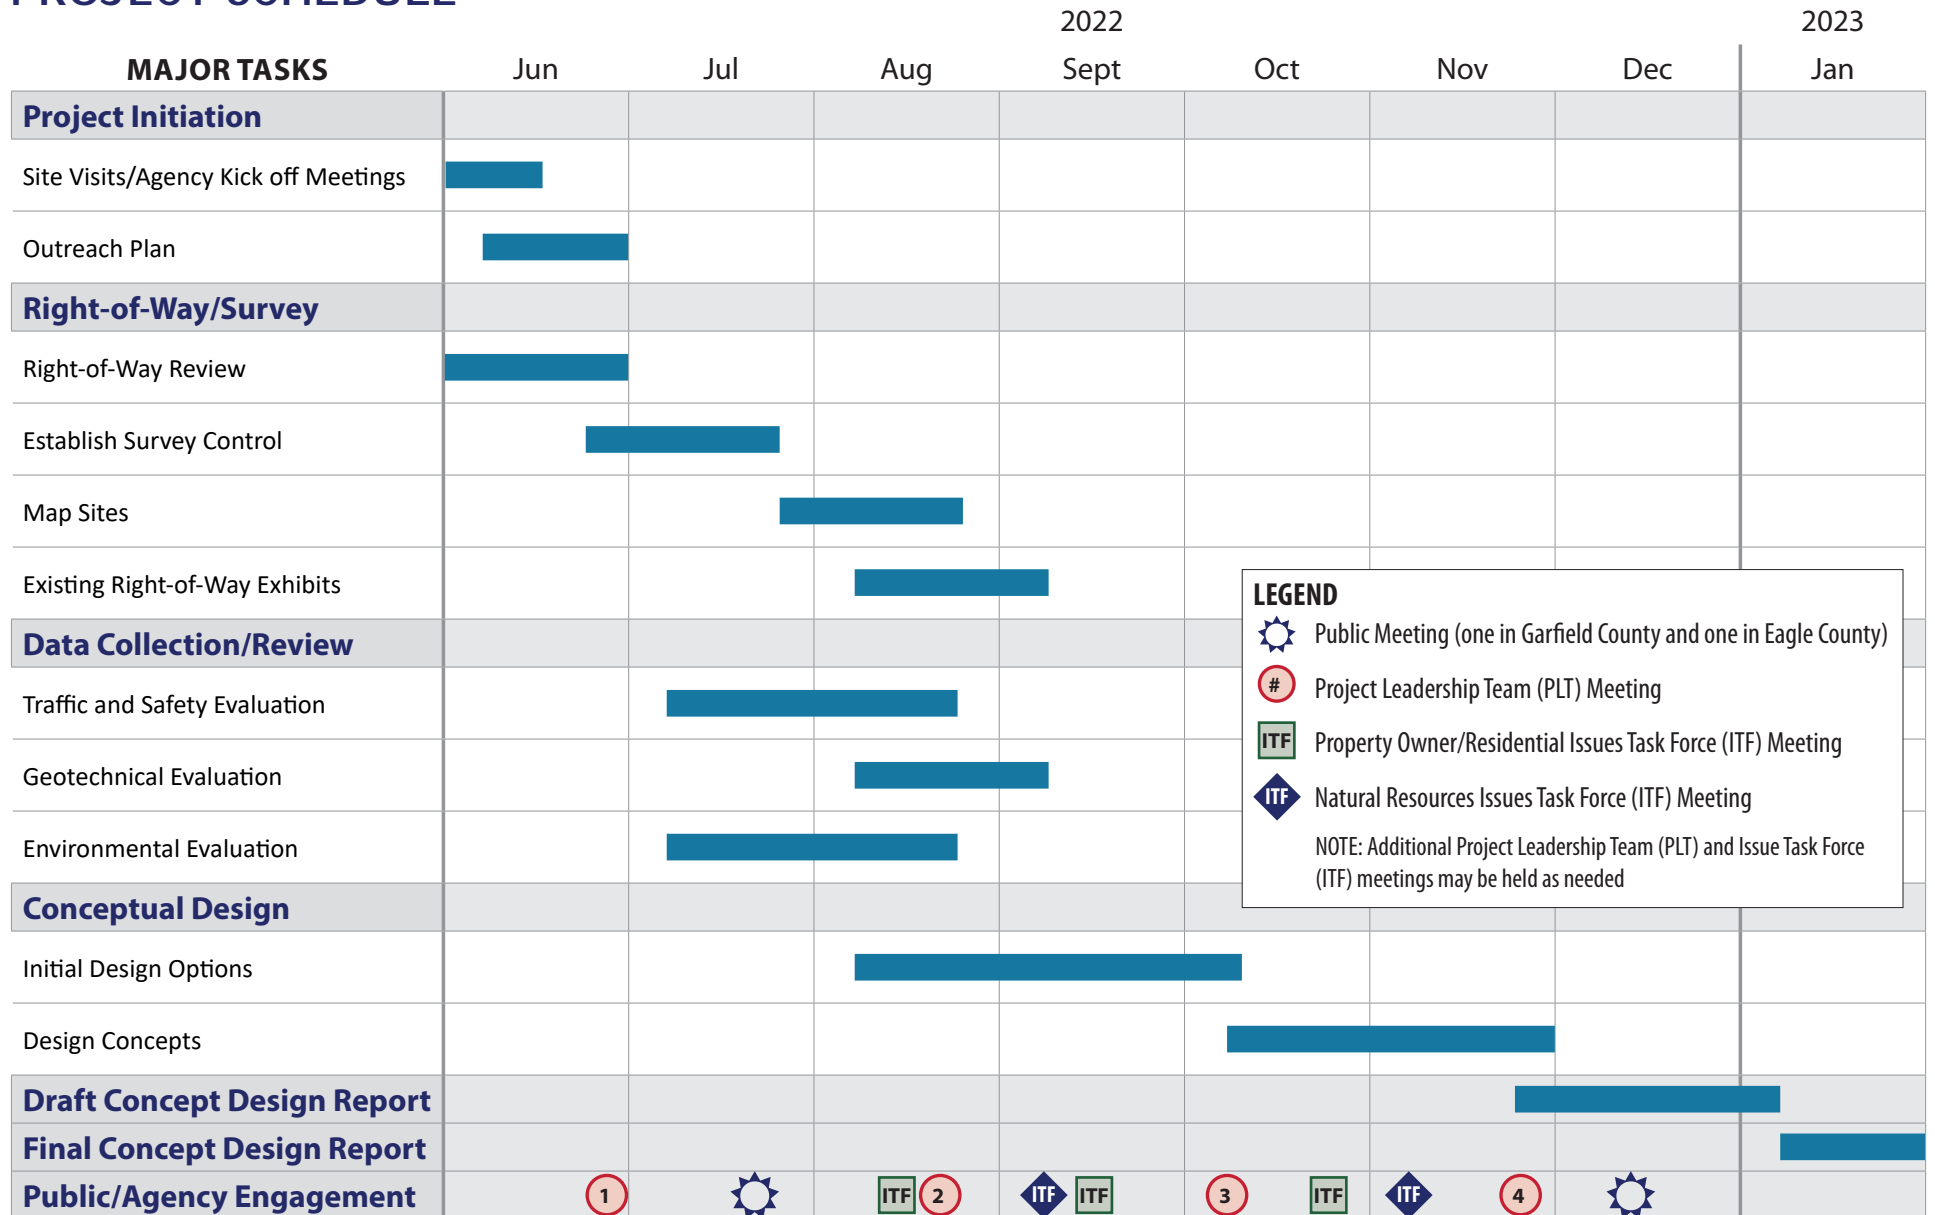 PROJECT SCHEDULE
2022 2023
MAJOR TASKS Jun Jul Aug Sept Oct Nov Dec Jan
Project Initiation
Site Visits/Agency Kick off Meetings
Outreach Plan
Right-of-Way/Survey
Right-of-Way Review
Establish Survey Control
Map Sites
Existing Right-of-Way Exhibits
LEGEND
Public Meeting (one in Garfield County and one in Eagle County)
# Project Leadership Team (PLT) Meeting
ITF Property Owner/Residential Issues Task Force (ITF) Meeting
ITF Natural Resources Issues Task Force (ITF) Meeting
NOTE: Additional Project Leadership Team (PLT) and Issue Task Force
(ITF) meetings may be held as needed
Data Collection/Review
Traffic and Safety Evaluation
Geotechnical Evaluation
Environmental Evaluation
Conceptual Design
Initial Design Options
Design Concepts
Draft Concept Design Report
Final Concept Design Report
Public/Agency Engagement 1 ITF 2 ITF ITF 3 ITF ITF 4